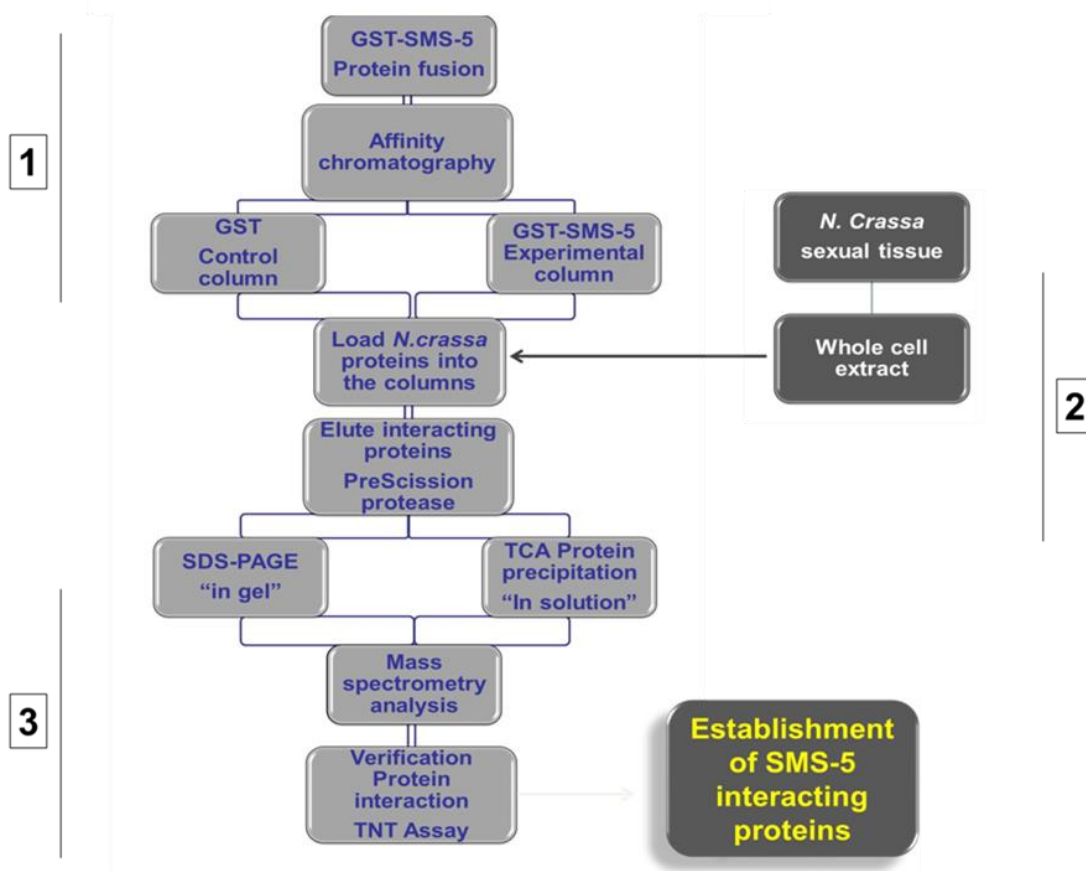 GST-SMS-5
Protein fusion
1
Affinity
chromatography
GST
Control
column
GST-SMS-5
Experimental
column
N. Crassa
sexual tissue
Load N.crassa
proteins into
the columns
Whole cell
extract
2
Elute interacting
proteins
PreScission
protease
SDS-PAGE
“in gel”
TCA Protein
precipitation
“In solution”
3
Mass
spectrometry
analysis
Verification
Protein
interaction
TNT Assay
Establishment
of SMS-5
interacting
proteins